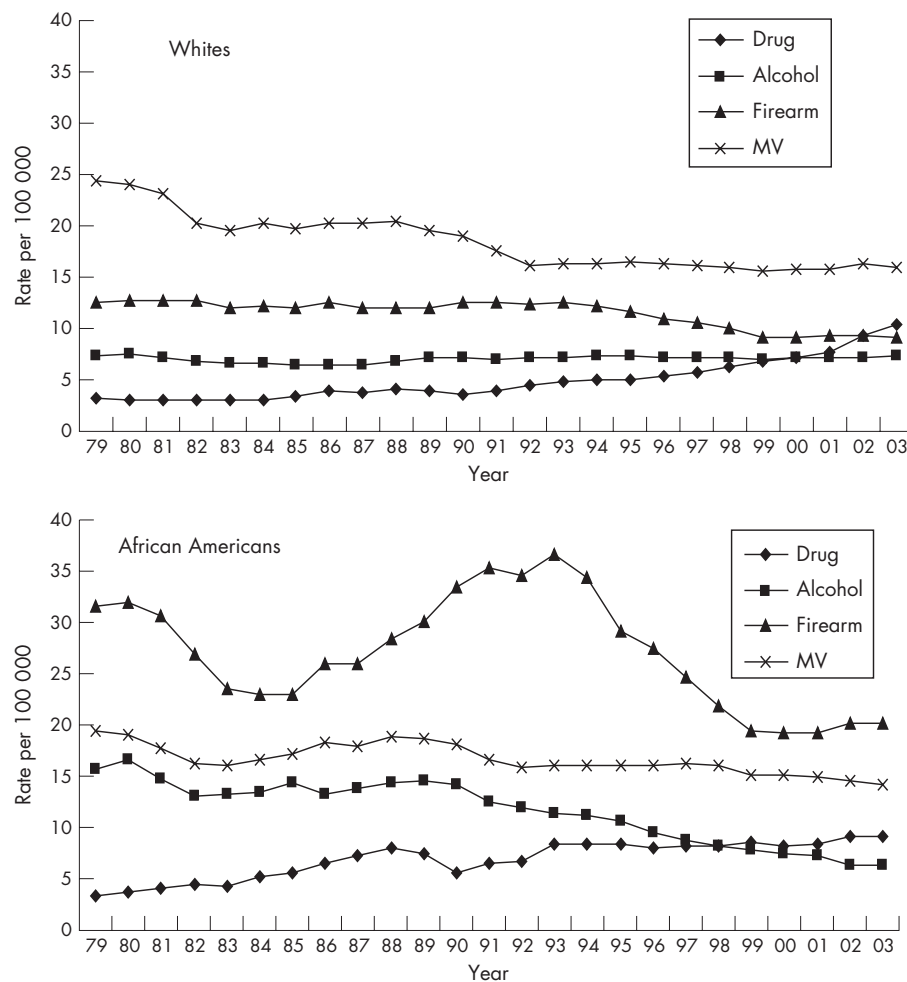 Whites
Drug
Alcohol
Firearm
MV
40
35
30
25
20
15
10
5
0
Rate per 100 000
79 80 81 82 83 84 85 86 87 88 89 90 91 92 93 94 95 96 97 98 99 00 01 02 03
Year
African Americans
Drug
Alcohol
Firearm
MV
40
35
30
25
20
15
10
5
0
Rate per 100 000
79 80 81 82 83 84 85 86 87 88 89 90 91 92 93 94 95 96 97 98 99 00 01 02 03
Year